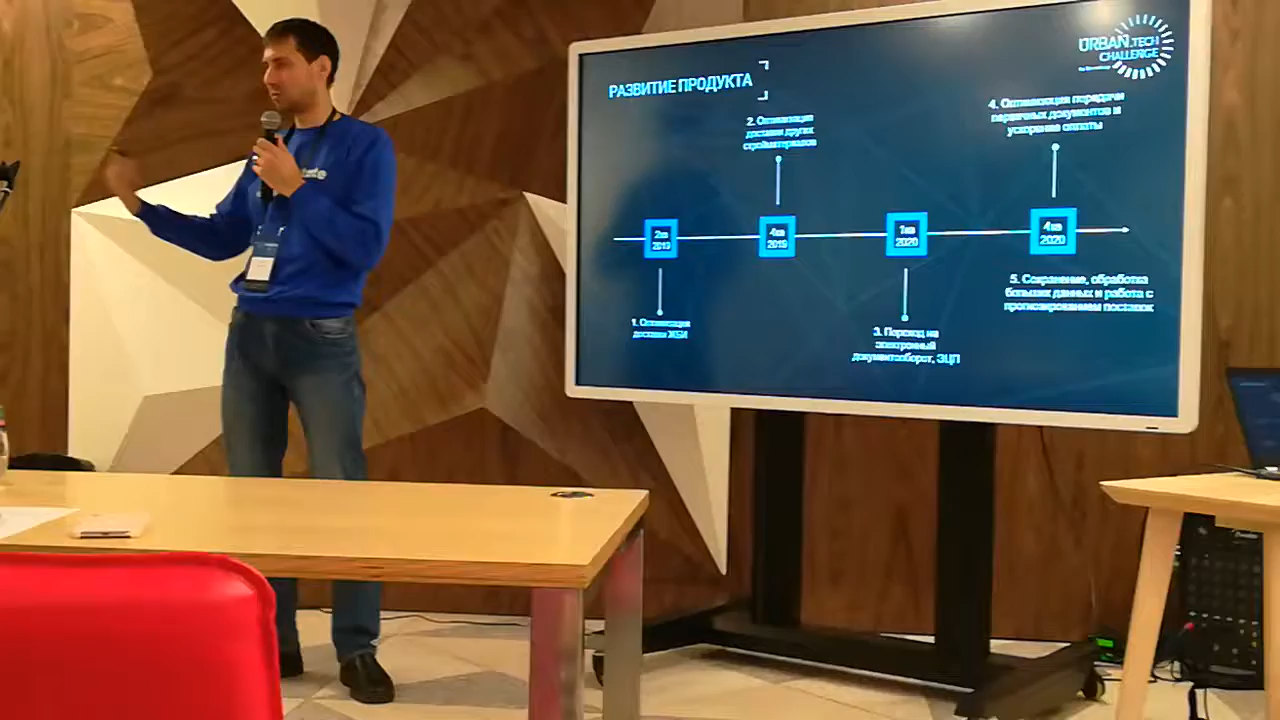 РАЗВИТИЕ ПРОДУКТА
URBAN.TECH
CHALLENGE
2. Оптимизация
доставки других
стройматериалов
4. Оптимизация передачи
первичных документов и
ускорение оплаты
2кв
2019
4кв
2019
1кв
2020
4кв
2020
1. Оптимизация
доставки ЖБИ
3. Переход на
электронный
документооборот, ЭЦП
5. Сохранение, обработка
больших данных и работа с
прогнозированием поставок